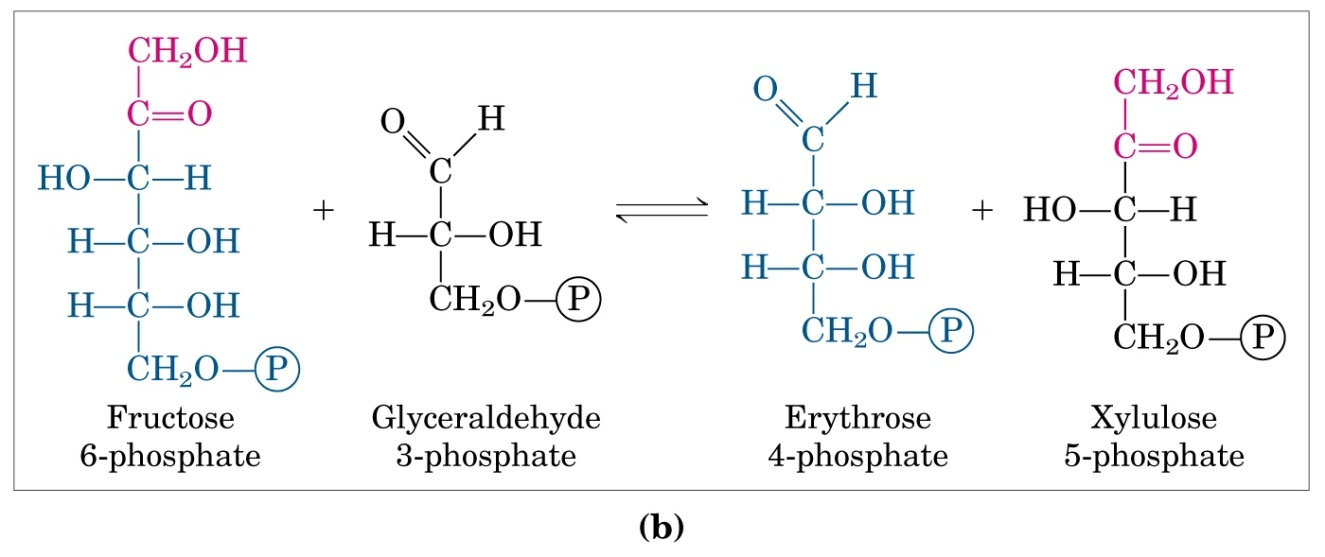 CH₂OH
C=O
HO—C—H
H—C—OH
H—C—OH
CH₂O—P
Fructose
6-phosphate
+
O H
C
H—C—OH
CH₂O—P
Glyceraldehyde
3-phosphate
⇌
O H
C
H—C—OH
H—C—OH
CH₂O—P
Erythrose
4-phosphate
+
CH₂OH
C=O
HO—C—H
H—C—OH
CH₂O—P
Xylulose
5-phosphate
(b)